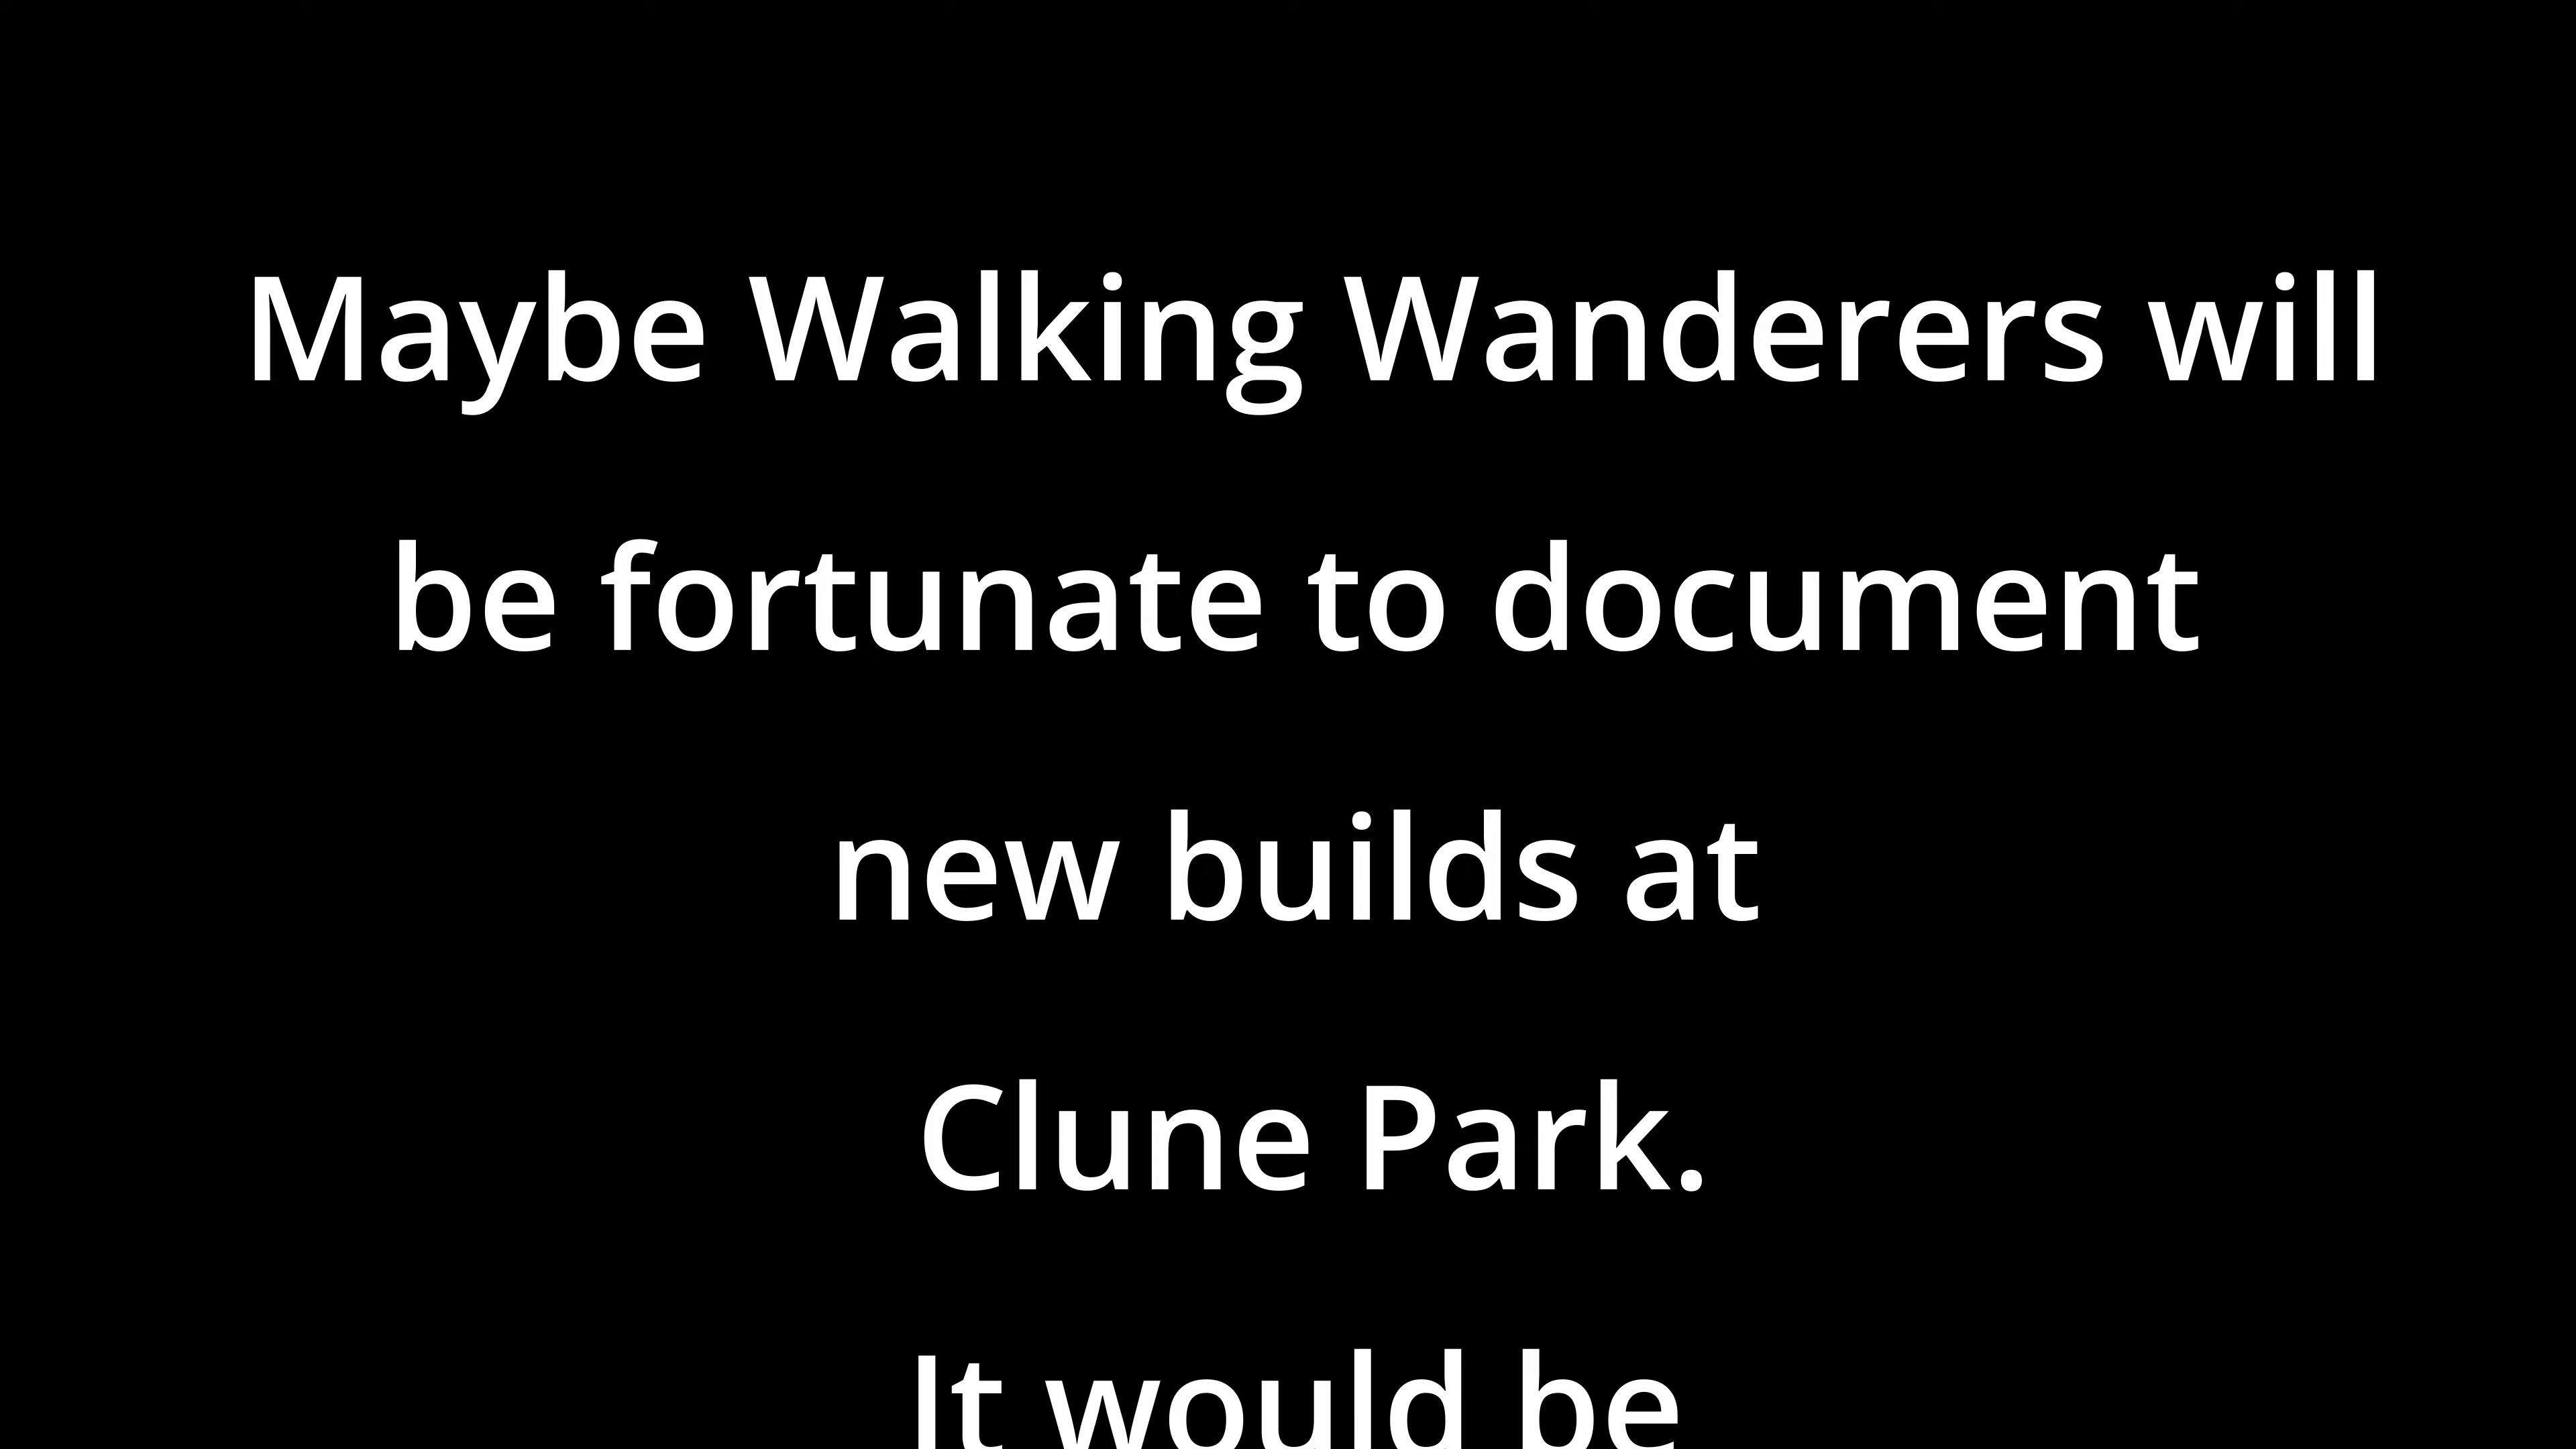 Maybe Walking Wanderers will
be fortunate to document
new builds at
Clune Park.
It would be